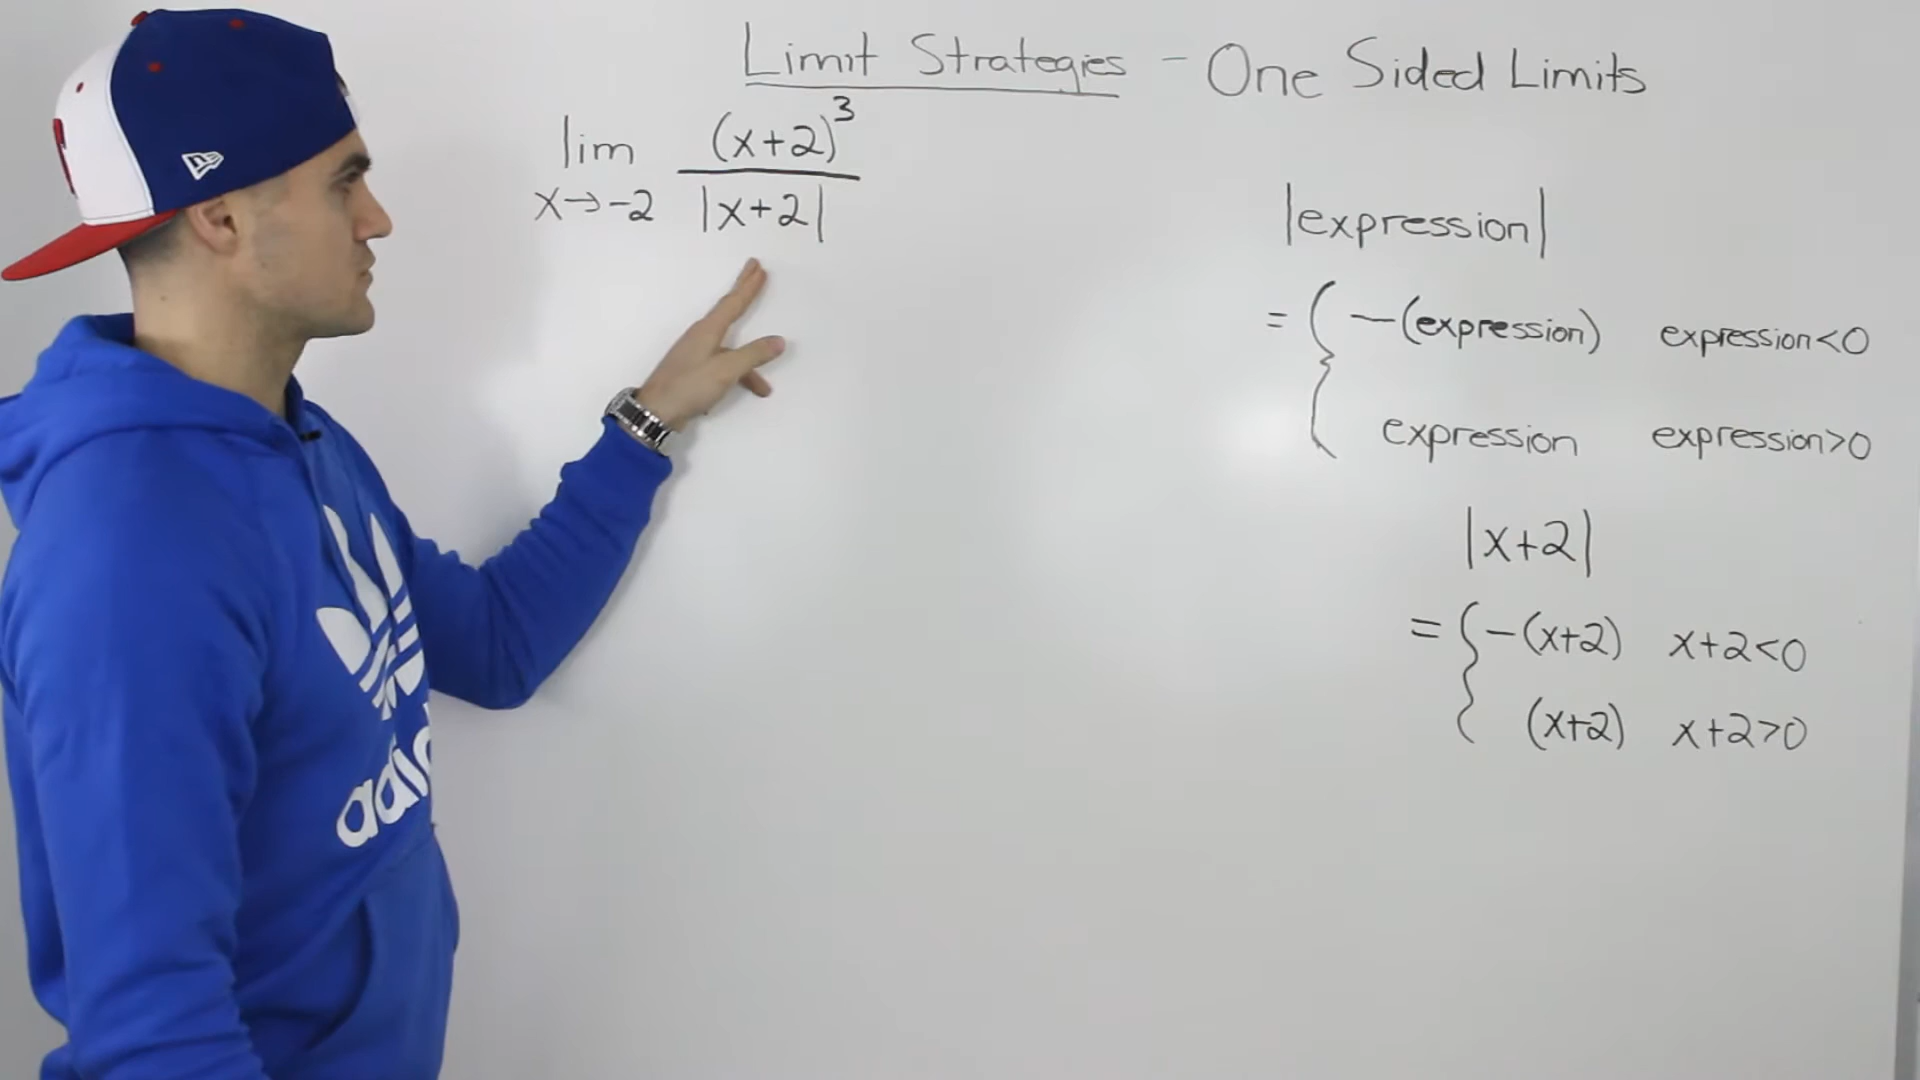 Limit Strategies - One Sided Limits
lim (x+2)³
x→-2 |x+2|
|expression|
= { -(expression) expression<0
expression expression>0
|x+2|
= { -(x+2) x+2<0
(x+2) x+2>0